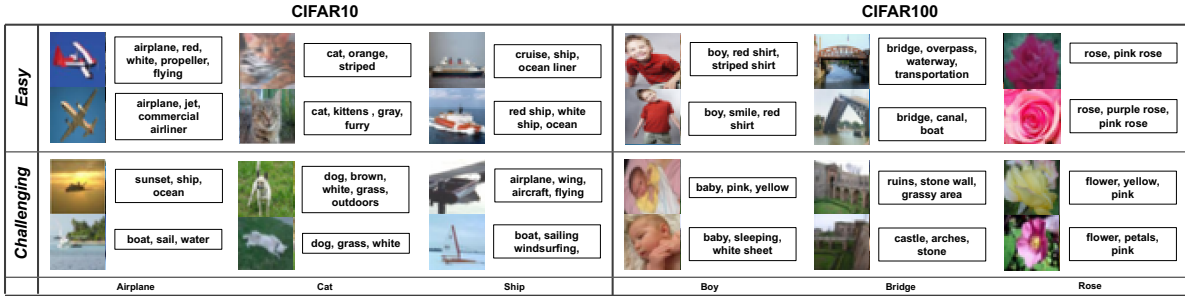 CIFAR10
CIFAR100
Easy
airplane, red,
white, propeller,
flying
cat, orange,
striped
cruise, ship,
ocean liner
boy, red shirt,
striped shirt
bridge, overpass,
waterway,
transportation
rose, pink rose
airplane, jet,
commercial
airliner
cat, kittens , gray,
furry
red ship, white
ship, ocean
boy, smile, red
shirt
bridge, canal,
boat
rose, purple rose,
pink rose
Challenging
sunset, ship,
ocean
dog, brown,
white, grass,
outdoors
airplane, wing,
aircraft, flying
baby, pink, yellow
ruins, stone wall,
grassy area
flower, yellow,
pink
boat, sail, water
dog, grass, white
boat, sailing
windsurfing,
baby, sleeping,
white sheet
castle, arches,
stone
flower, petals,
pink
Airplane
Cat
Ship
Boy
Bridge
Rose